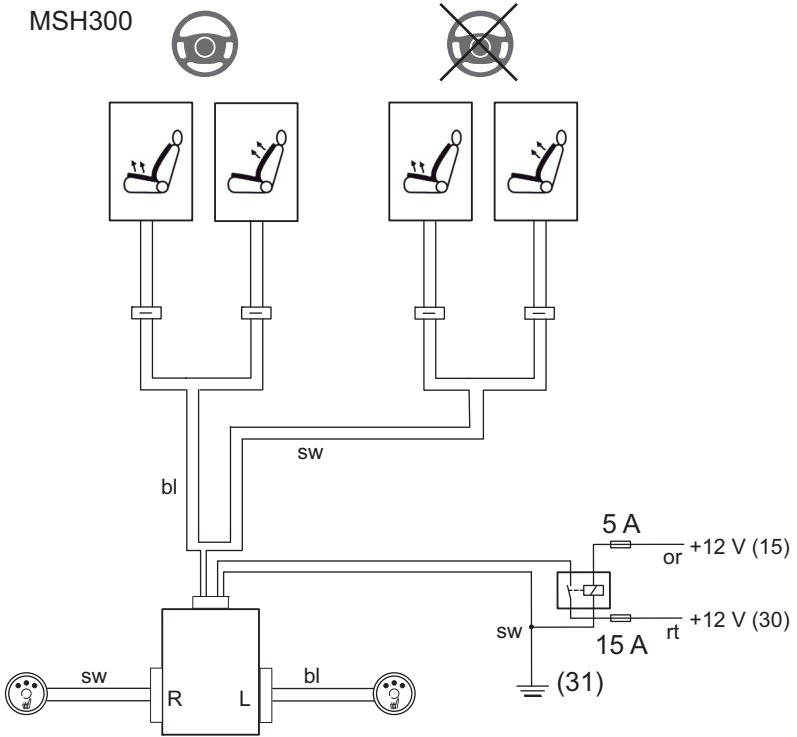 MSH300
sw
bl
5 A
or
+12 V (15)
+12 V (30)
rt
15 A
sw
(31)
sw
R
L
bl